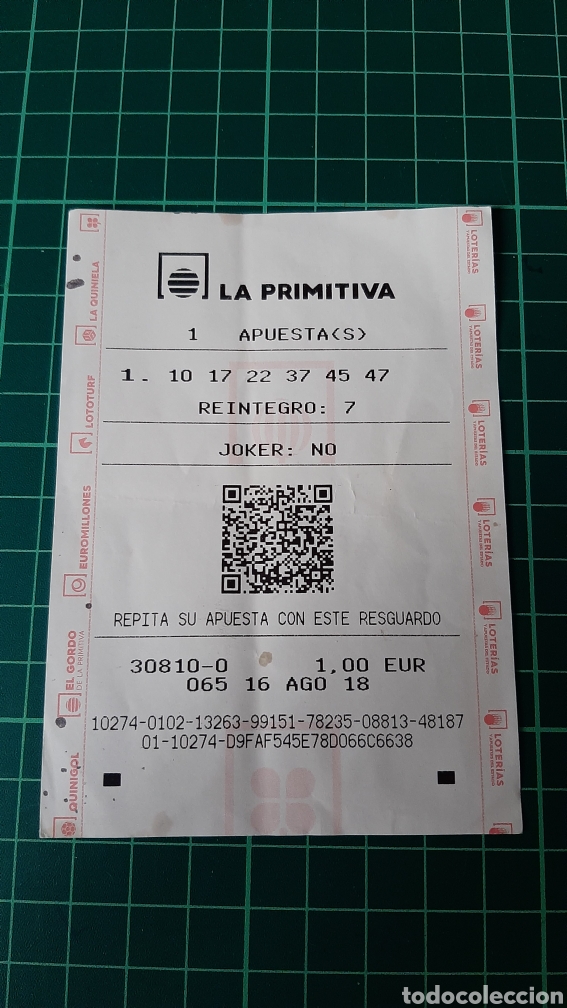 LA PRIMITIVA
1 APUESTA(S)
1. 10 17 22 37 45 47
REINTEGRO: 7
JOKER: NO
REPITA SU APUESTA CON ESTE RESGUARDO
30810-0 1,00 EUR
065 16 AGO 18
10274-0102-13263-99151-78235-08813-48187
01-10274-D9FAF545E78D066C6638
LA QUINIELA
LOTOTURF
EUROMILLONES
EL GORDO
DE LA PRIMITIVA
QUINIGOL
LOTERÍAS
LOTERÍAS
LOTERÍAS
LOTERÍAS
LOTERÍAS
LOTERÍAS
LOTERÍAS
todocoleccion